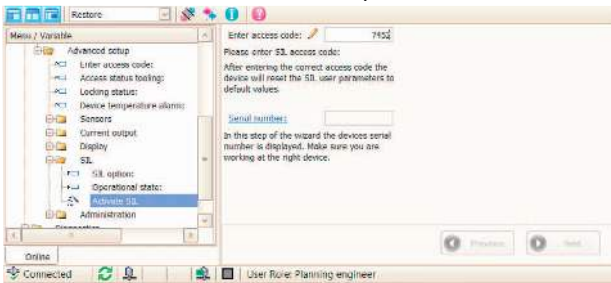 Restore
Menu / Variable
Advanced setup
Enter access code:
Access status tooling:
Locking status:
Device temperature alarm:
Sensors
Current output
Display
SIL
SIL option:
Operational state:
Activate SIL
Administration
Diagnostics
Online
Enter access code:
7452
Please enter SIL access code:
After entering the correct access code the
device will reset the SIL user parameters to
default values.
Serial number:
In this step of the wizard the devices serial
number is displayed. Make sure you are
working at the right device.
Previous
Next
Connected
User Role: Planning engineer